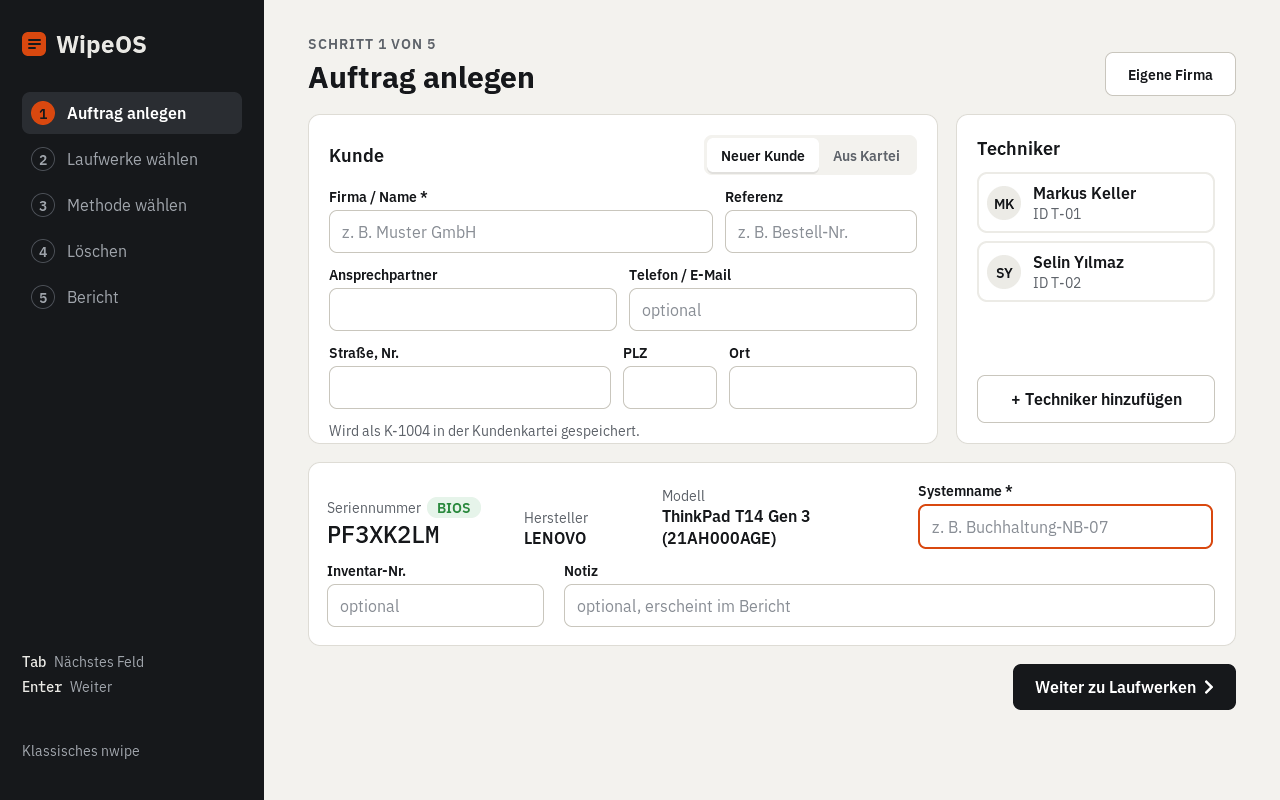 WipeOS
1 Auftrag anlegen
2 Laufwerke wählen
3 Methode wählen
4 Löschen
5 Bericht
Tab Nächstes Feld
Enter Weiter
Klassisches nwipe
SCHRITT 1 VON 5
Auftrag anlegen
Eigene Firma
Kunde
Neuer Kunde Aus Kartei
Firma / Name * Referenz
z. B. Muster GmbH z. B. Bestell-Nr.
Ansprechpartner Telefon / E-Mail
optional
Straße, Nr. PLZ Ort
Wird als K-1004 in der Kundenkartei gespeichert.
Techniker
MK Markus Keller
ID T-01
SY Selin Yılmaz
ID T-02
+ Techniker hinzufügen
Seriennummer BIOS
PF3XK2LM
Hersteller
LENOVO
Modell
ThinkPad T14 Gen 3
(21AH000AGE)
Systemname *
z. B. Buchhaltung-NB-07
Inventar-Nr. Notiz
optional optional, erscheint im Bericht
Weiter zu Laufwerken